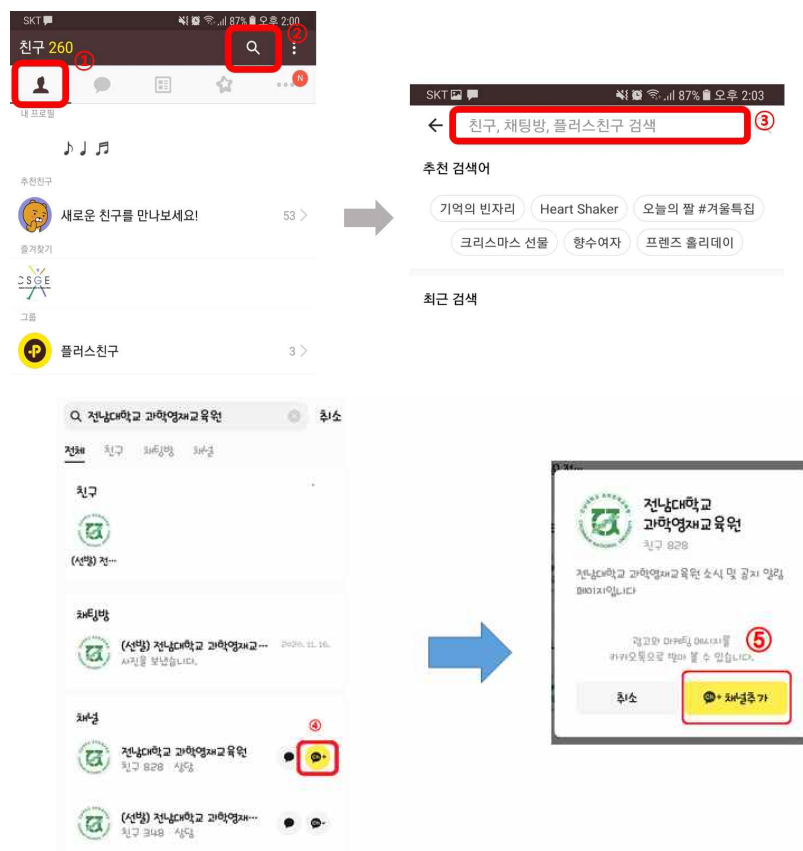 SKT 87% 오후 2:00
친구 260
①
②
N
내 프로필
추천친구
새로운 친구를 만나보세요!
53
즐겨찾기
CSGE
그룹
플러스친구
3
SKT 87% 오후 2:03
친구, 채팅방, 플러스친구 검색
③
추천 검색어
기억의 빈자리 Heart Shaker 오늘의 짤 #겨울특집
크리스마스 선물 향수여자 프렌즈 홀리데이
최근 검색
전남대학교 과학영재교육원 취소
전체 친구 채팅방 채널
친구
(선발) 전…
채팅방
(선발) 전남대학교 과학영재교… 2020. 11. 16.
사진을 보냈습니다.
채널
④
전남대학교 과학영재교육원
친구 828 상담
(선발) 전남대학교 과학영재…
친구 348 상담
전남대학교
과학영재교육원
친구 828
전남대학교 과학영재교육원 소식 및 공지 알림
페이지입니다
광고와 마케팅 메시지를
카카오톡으로 받아 볼 수 있습니다.
⑤
취소 채널추가